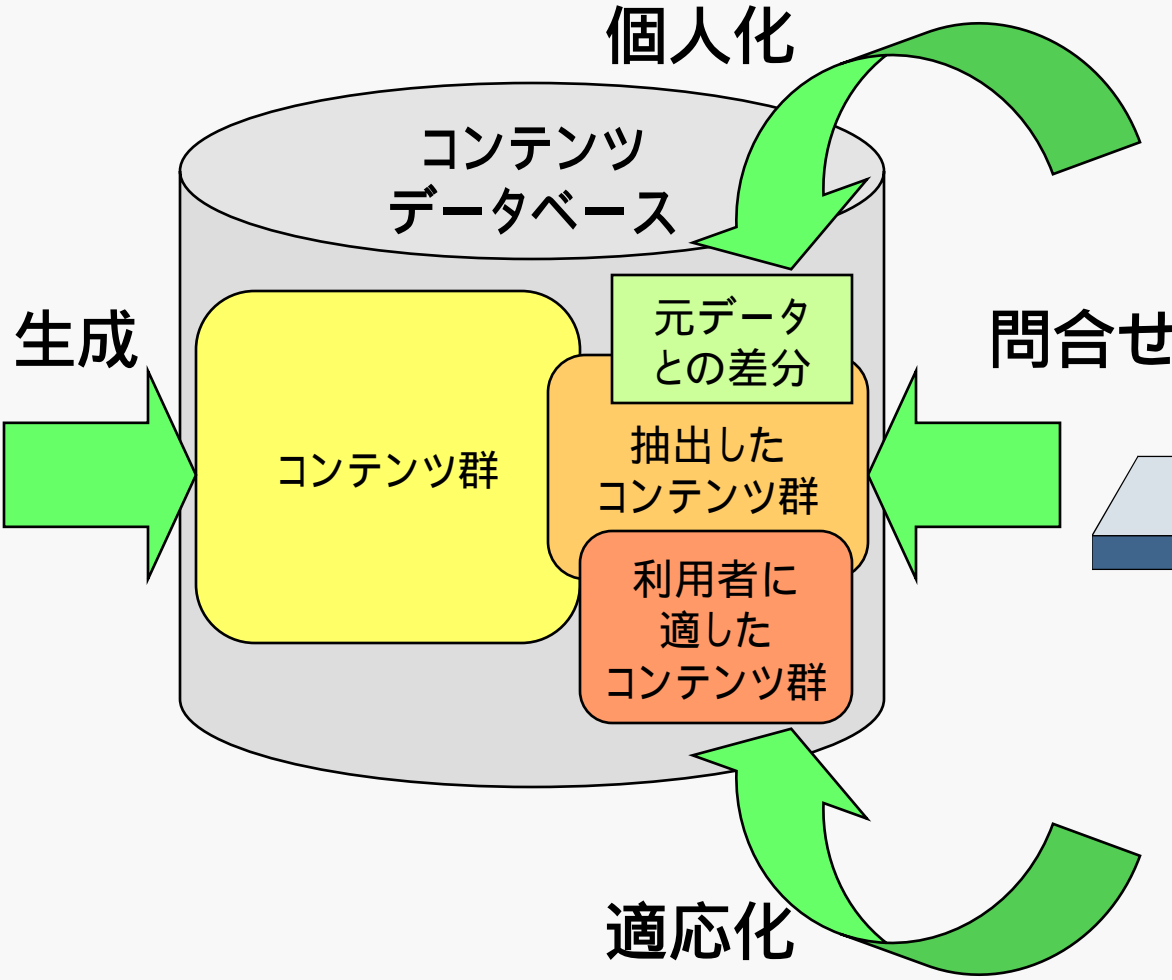 個人化
コンテンツ
データベース
生成
元データ
との差分
問合せ
コンテンツ群
抽出した
コンテンツ群
利用者に
適した
コンテンツ群
適応化